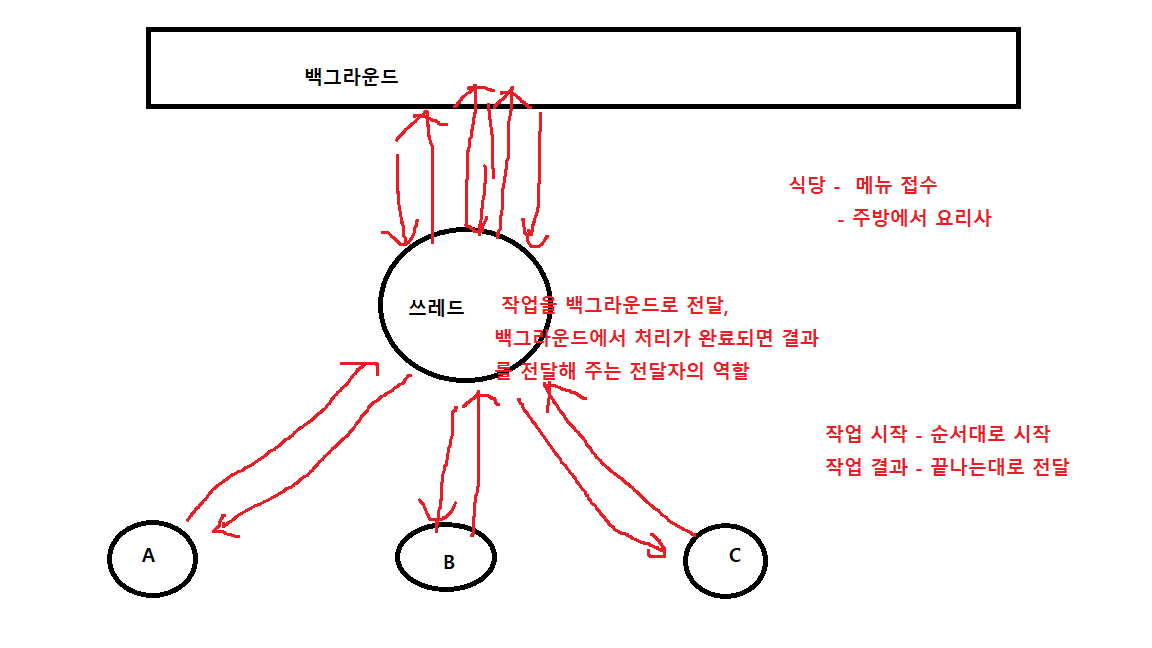 백그라운드
식당 - 메뉴 접수
- 주방에서 요리사
쓰레드
작업을 백그라운드로 전달,
백그라운드에서 처리가 완료되면 결과
를 전달해 주는 전달자의 역할
작업 시작 - 순서대로 시작
작업 결과 - 끝나는대로 전달
A
B
C